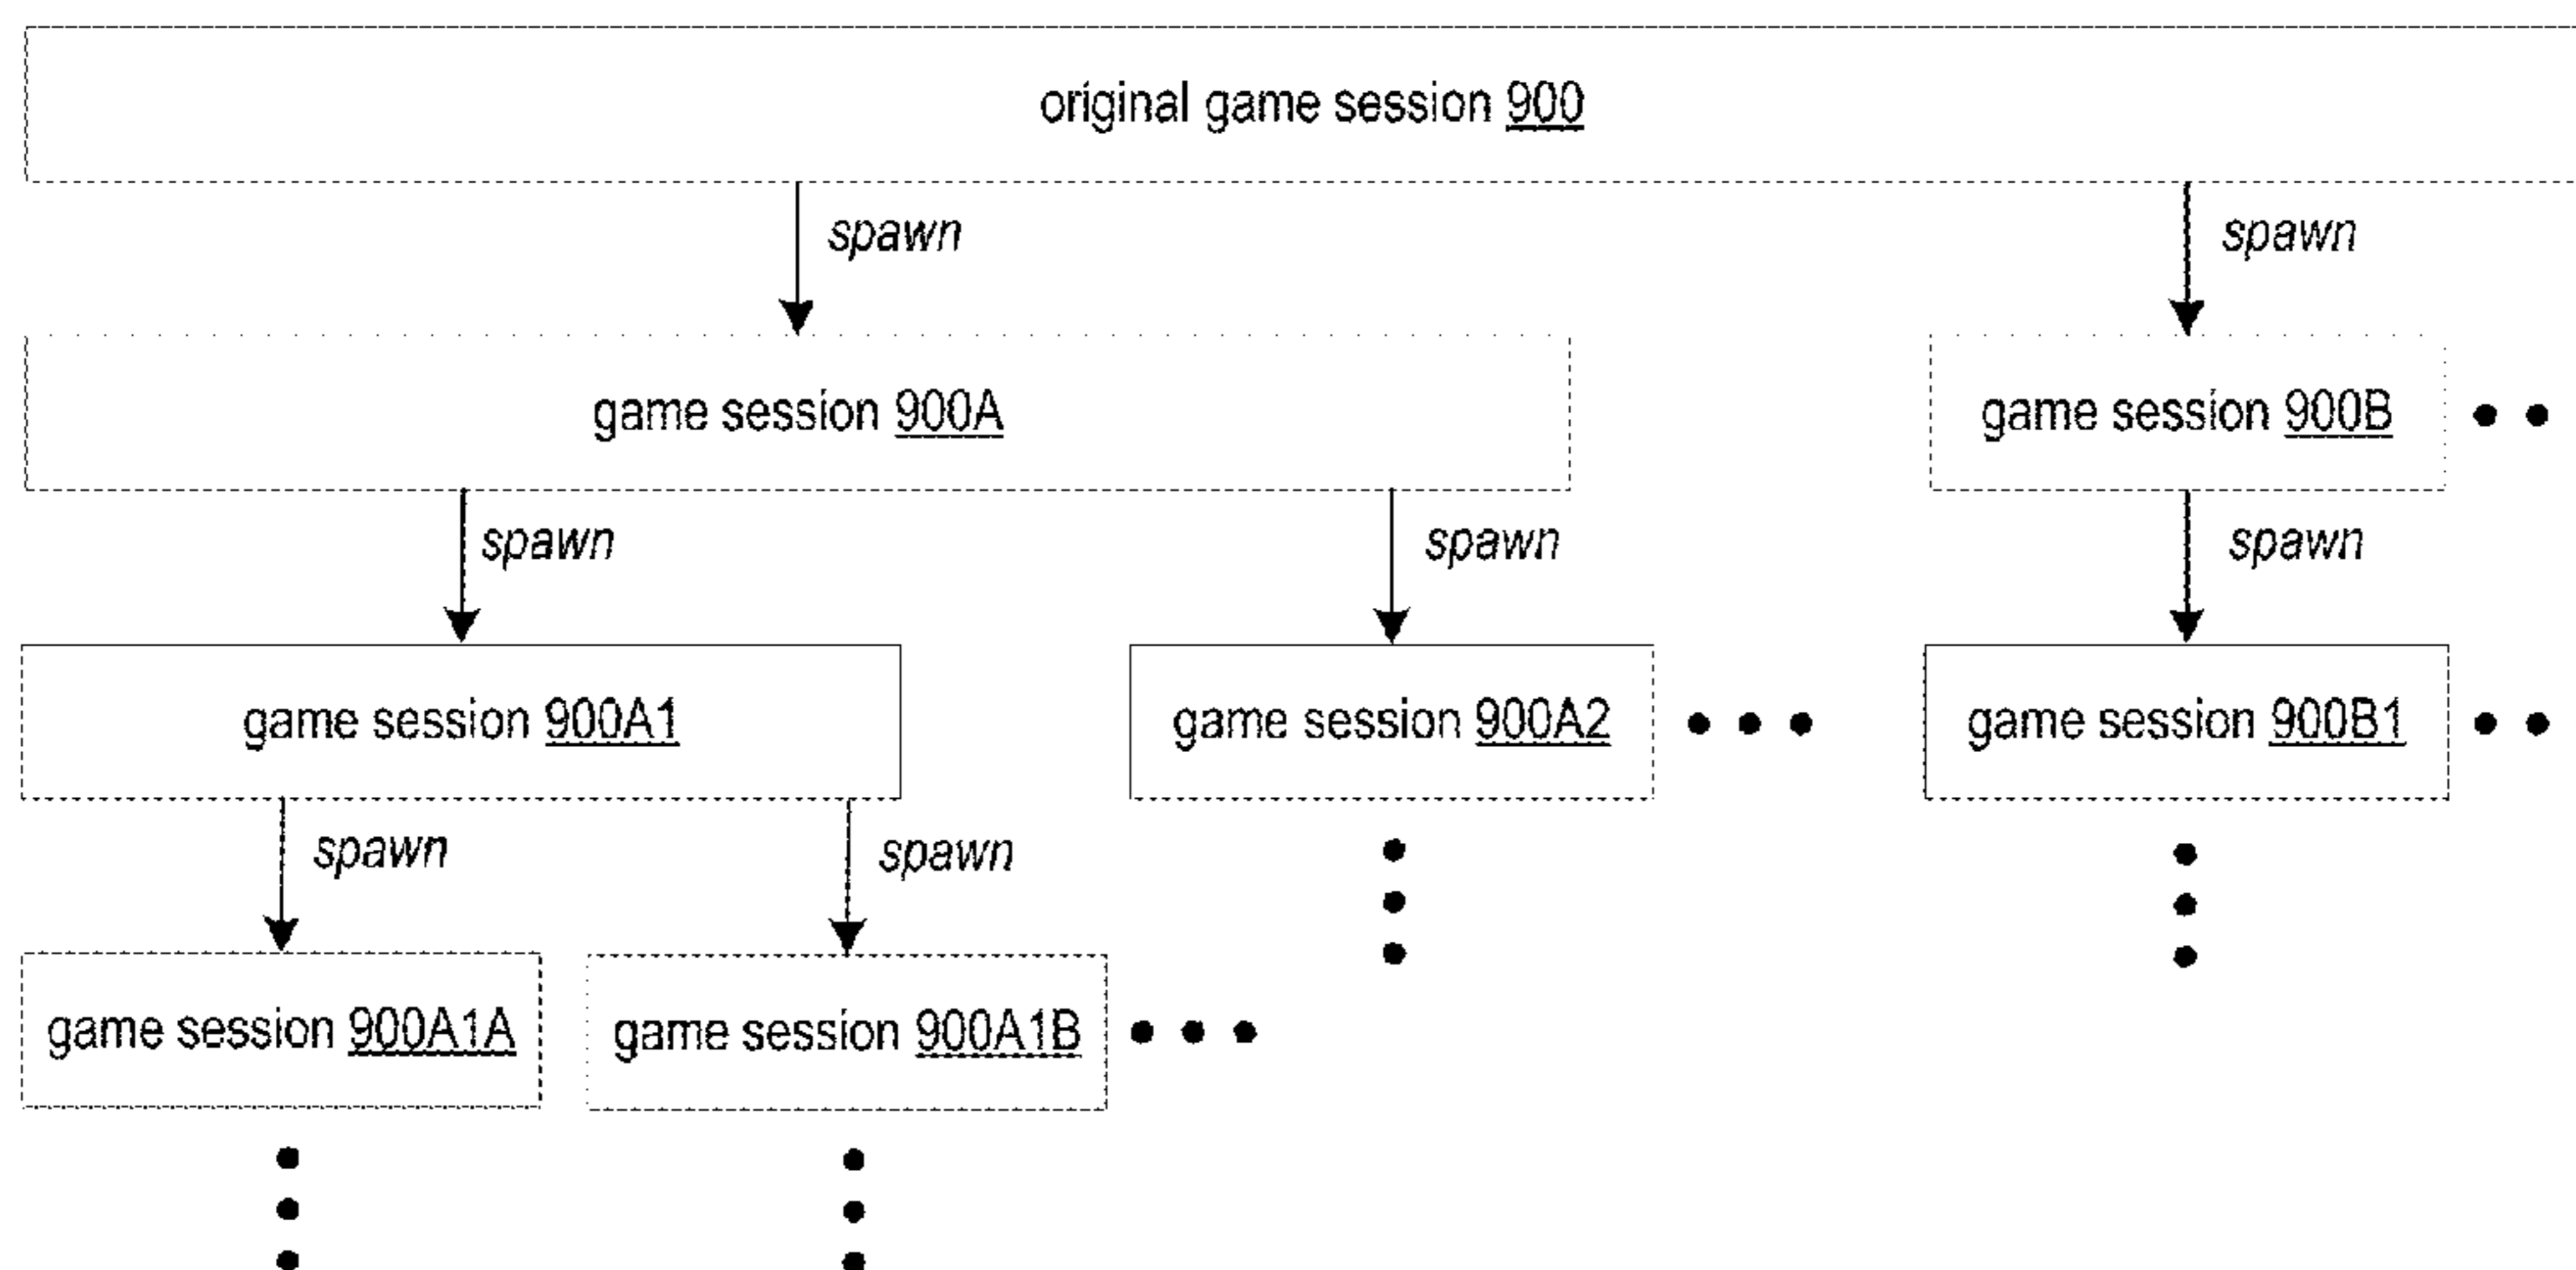 original game session 900
spawn
spawn
game session 900A
game session 900B
spawn
spawn
spawn
game session 900A1
game session 900A2
game session 900B1
spawn
spawn
game session 900A1A
game session 900A1B